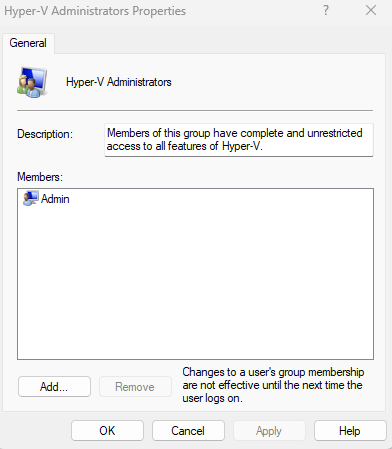 Hyper-V Administrators Properties
?
General
Hyper-V Administrators
Description:
Members of this group have complete and unrestricted
access to all features of Hyper-V.
Members:
Admin
Add...
Remove
Changes to a user's group membership
are not effective until the next time the
user logs on.
OK
Cancel
Apply
Help